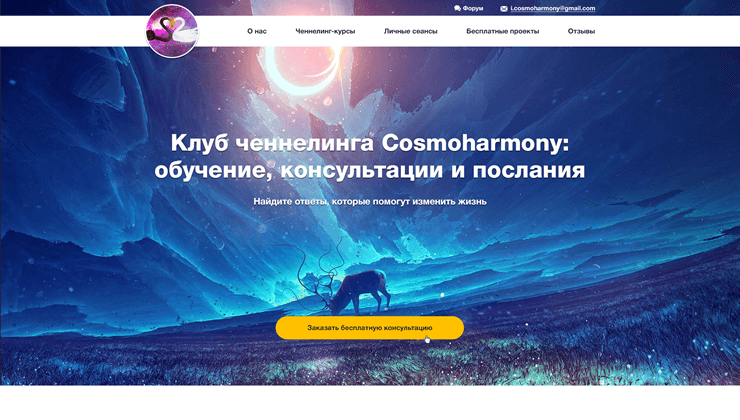 Форум
i.cosmoharmony@gmail.com
О нас
Ченнелинг-курсы
Личные сеансы
Бесплатные проекты
Отзывы
Клуб ченнелинга Cosmoharmony:
обучение, консультации и послания
Найдите ответы, которые помогут изменить жизнь
Заказать бесплатную консультацию